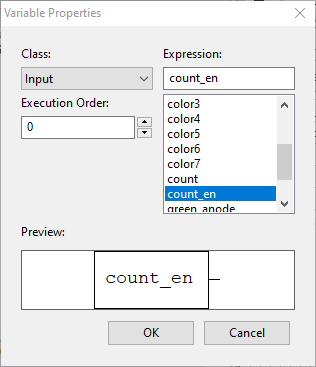 Variable Properties
Class:
Expression:
Input
count_en
Execution Order:
0
color3
color4
color5
color6
color7
count
count_en
green_anode
Preview:
count_en
OK
Cancel